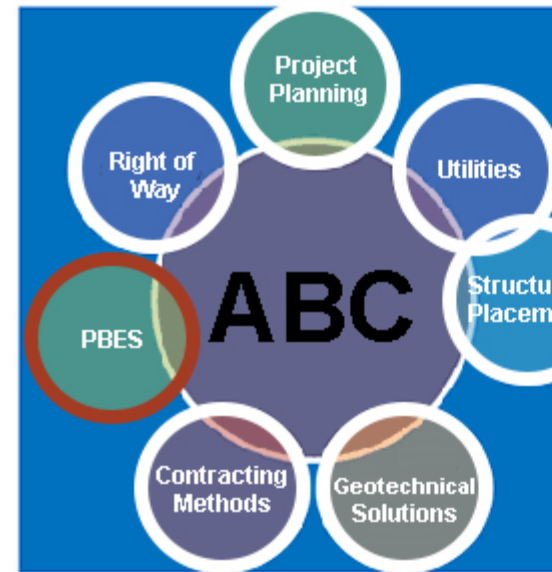 Project
Planning
Right of
Way
Utilities
ABC
PBES
Contracting
Methods
Geotechnical
Solutions